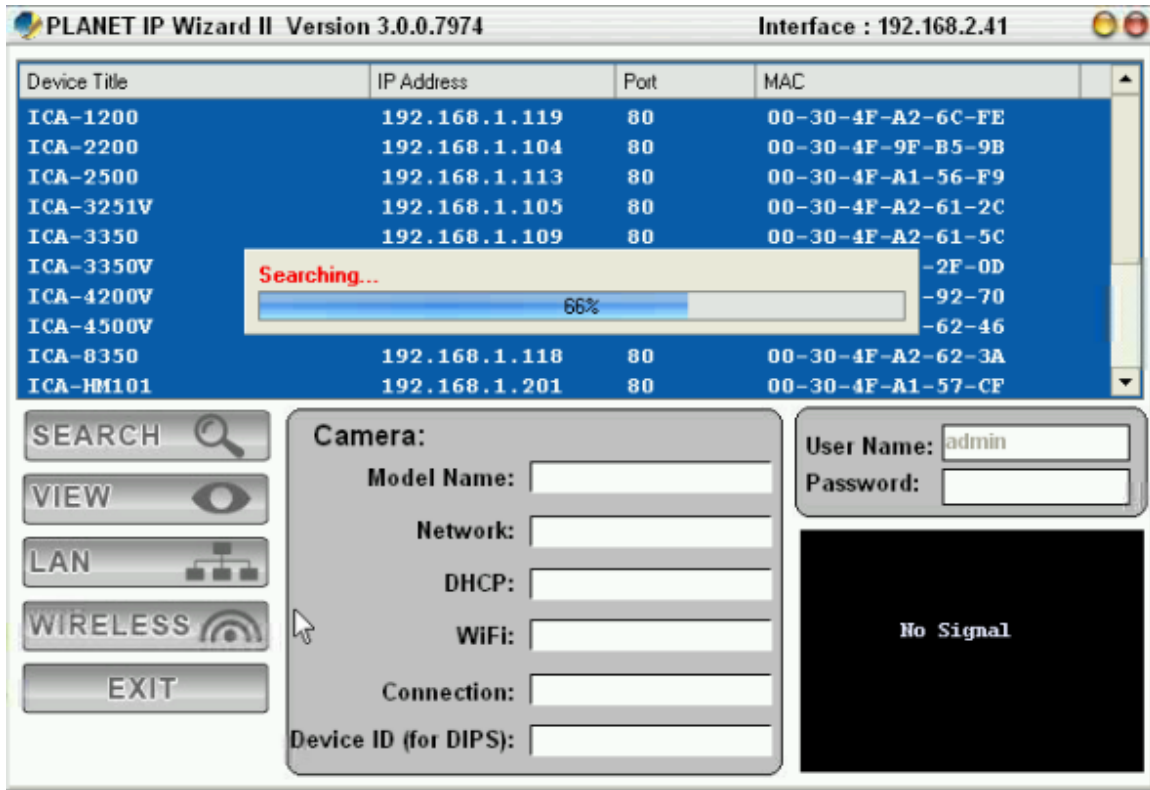 PLANET IP Wizard II Version 3.0.0.7974 Interface : 192.168.2.41
Device Title IP Address Port MAC
ICA-1200 192.168.1.119 80 00-30-4F-A2-6C-FE
ICA-2200 192.168.1.104 80 00-30-4F-9F-B5-9B
ICA-2500 192.168.1.113 80 00-30-4F-A1-56-F9
ICA-3251V 192.168.1.105 80 00-30-4F-A2-61-2C
ICA-3350 192.168.1.109 80 00-30-4F-A2-61-5C
ICA-3350V -2F-0D
Searching...
ICA-4200V -92-70
66%
ICA-4500V -62-46
ICA-8350 192.168.1.118 80 00-30-4F-A2-62-3A
ICA-HM101 192.168.1.201 80 00-30-4F-A1-57-CF
SEARCH
VIEW
LAN
WIRELESS
EXIT
Camera:
Model Name:
Network:
DHCP:
WiFi:
Connection:
Device ID (for DIPS):
User Name: admin
Password:
No Signal